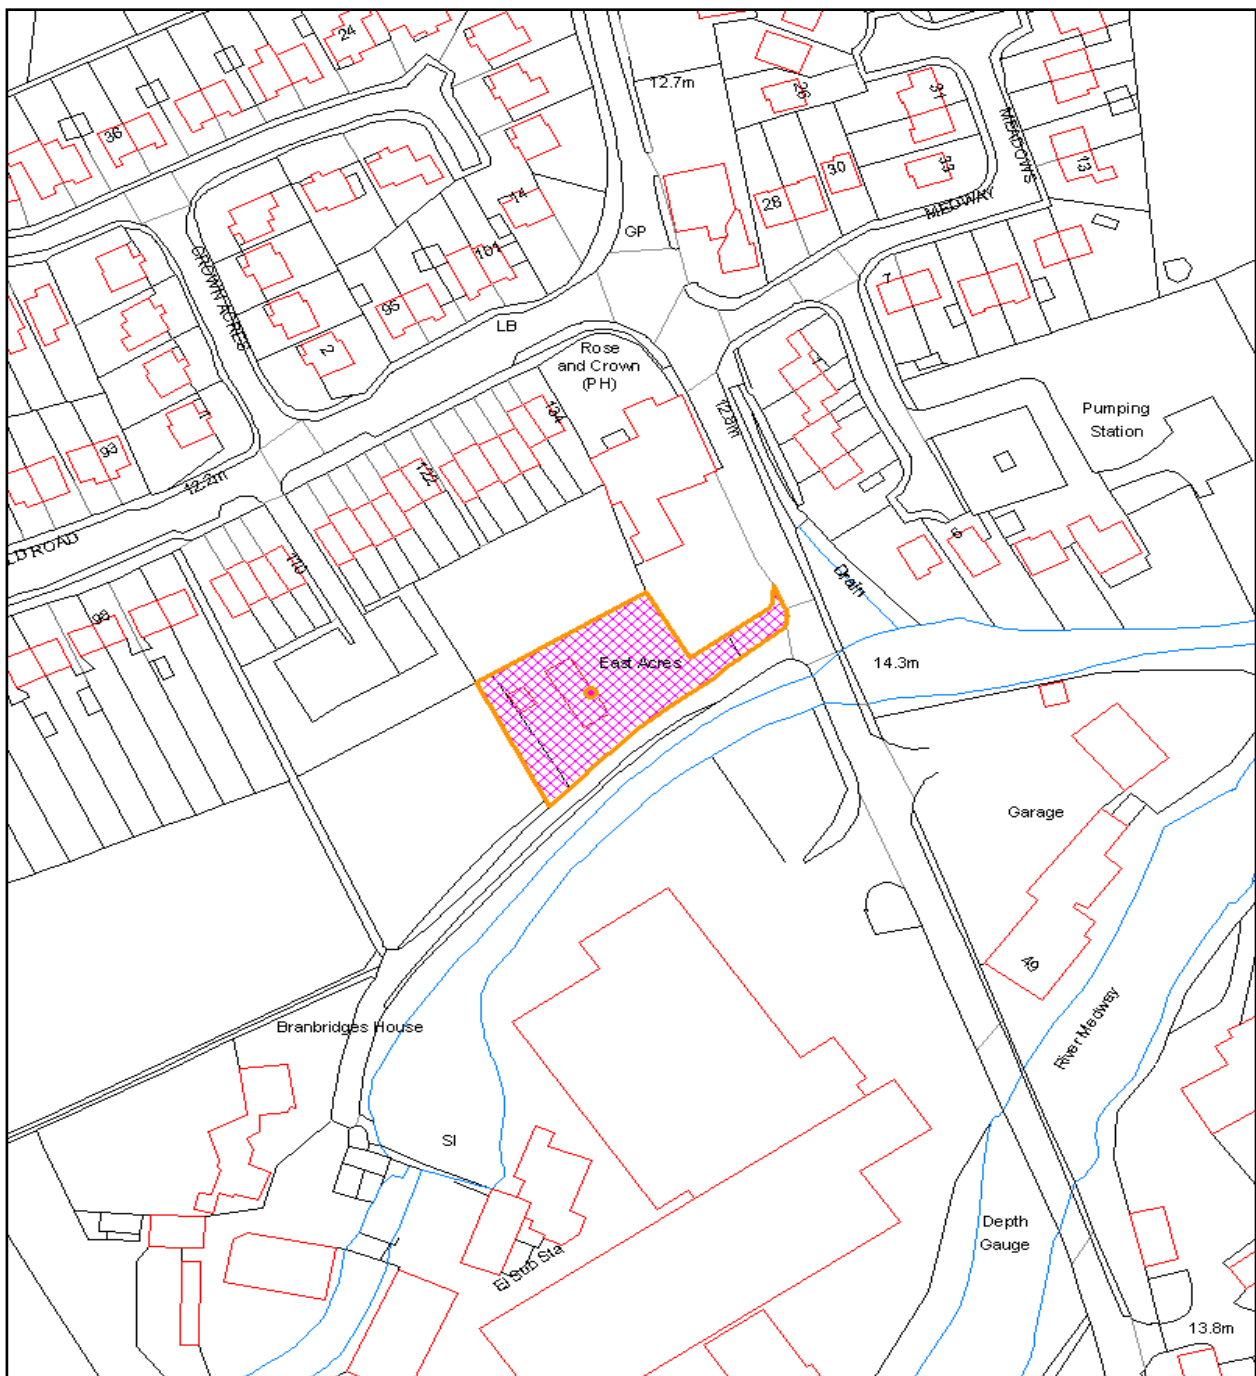 24
12.7m
26
31
MEADOWS
36
30
33
13
14
28
MEDWAY
GP
101
CROWN ACRES
7
95
LB
2
Rose
and Crown
(PH)
1
1
134
12.8m
Pumping
Station
93
122
12.2m
LD ROAD
6
110
Drain
98
East Acres
14.3m
Garage
49
Branbridges House
River Medway
SI
Depth
Gauge
El Sub Sta
13.8m